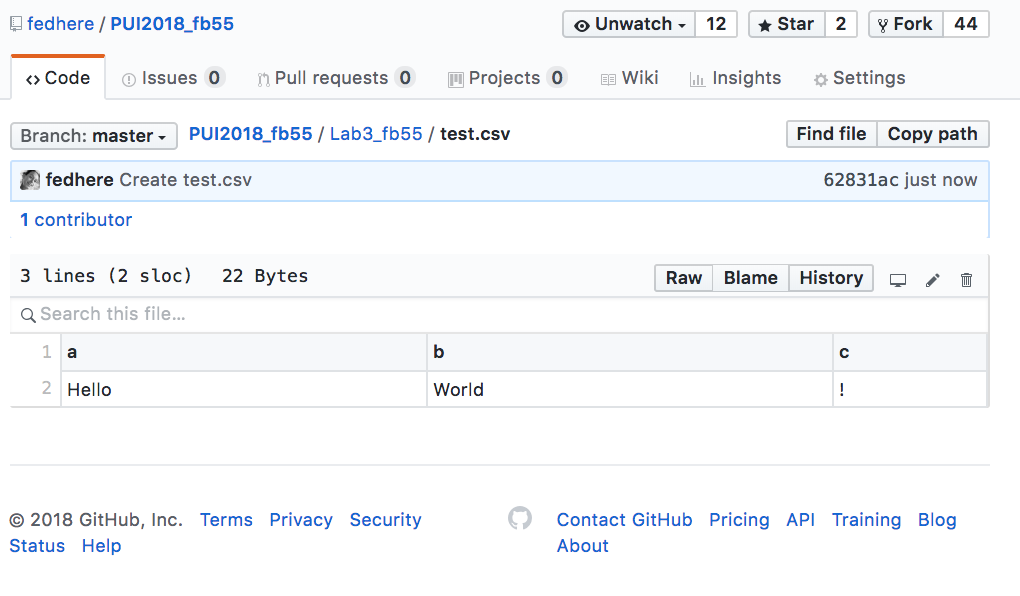 fedhere / PUI2018_fb55 Unwatch 12 Star 2 Fork 44
Code Issues 0 Pull requests 0 Projects 0 Wiki Insights Settings
Branch: master PUI2018_fb55 / Lab3_fb55 / test.csv Find file Copy path
fedhere Create test.csv 62831ac just now
1 contributor
3 lines (2 sloc) 22 Bytes Raw Blame History
Search this file...
1 a b c
2 Hello World !
© 2018 GitHub, Inc. Terms Privacy Security Contact GitHub Pricing API Training Blog
Status Help About